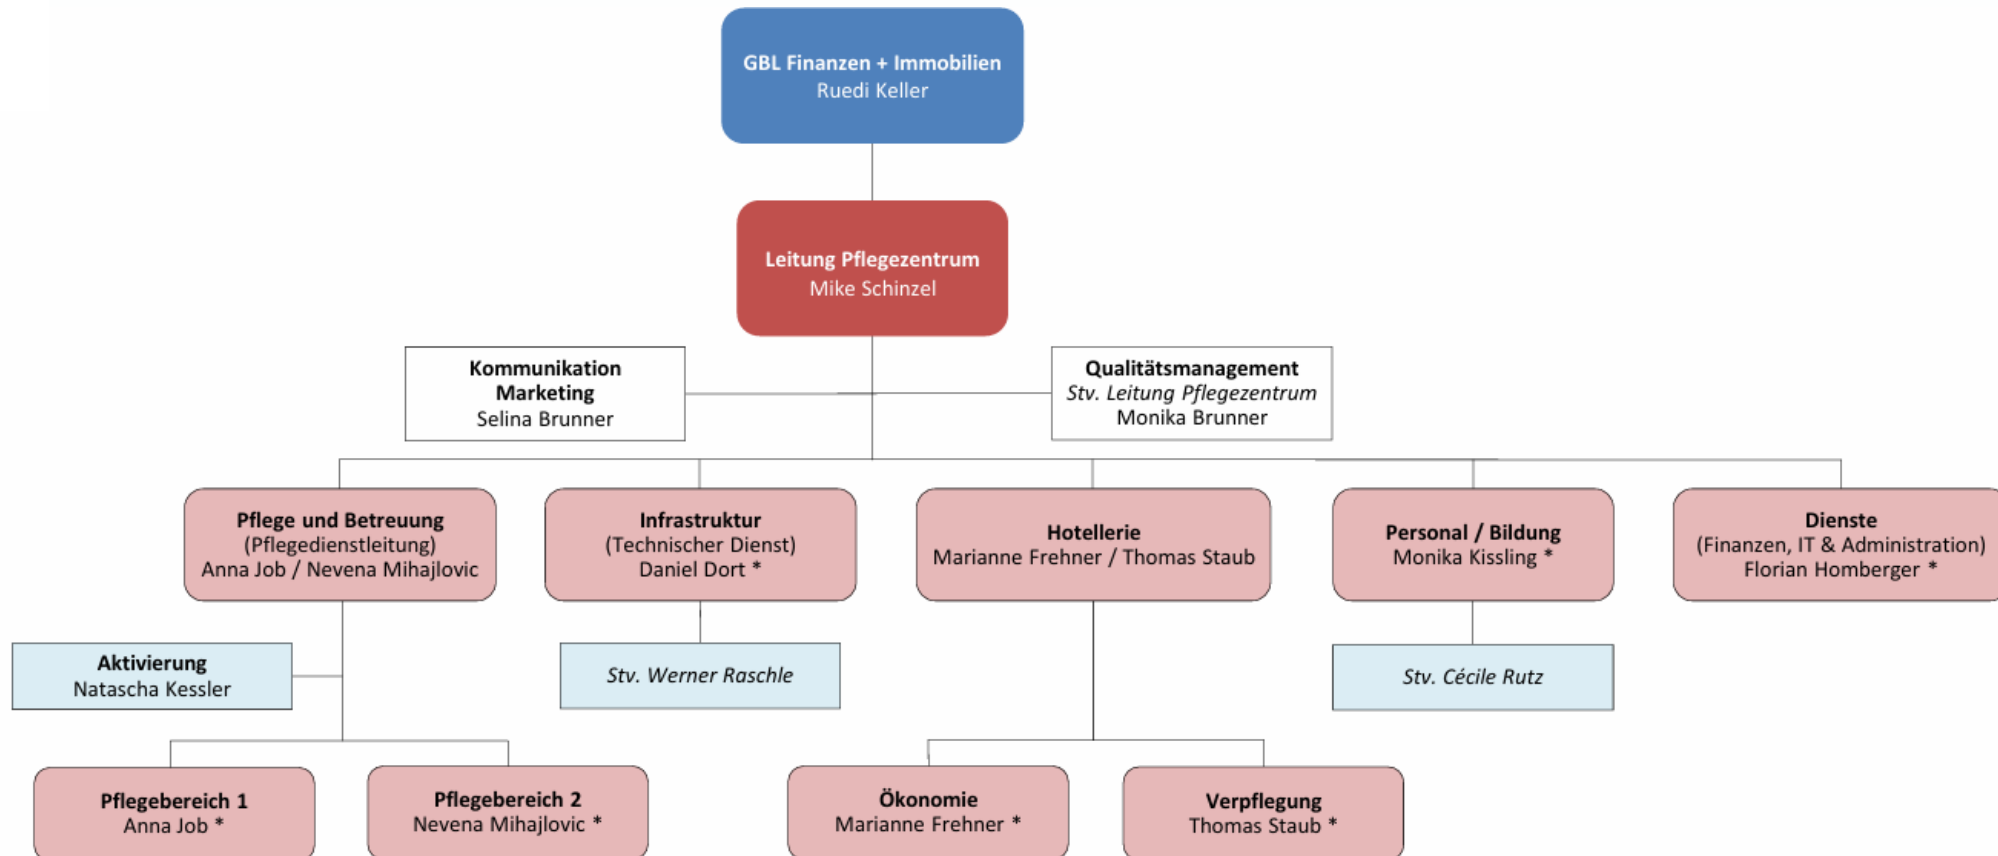 GBL Finanzen + Immobilien
Ruedi Keller
Leitung Pflegezentrum
Mike Schinzel
Kommunikation
Marketing
Selina Brunner
Qualitätsmanagement
Stv. Leitung Pflegezentrum
Monika Brunner
Pflege und Betreuung
(Pflegedienstleitung)
Anna Job / Nevena Mihajlovic
Infrastruktur
(Technischer Dienst)
Daniel Dort *
Hotellerie
Marianne Frehner / Thomas Staub
Personal / Bildung
Monika Kissling *
Dienste
(Finanzen, IT & Administration)
Florian Homberger *
Aktivierung
Natascha Kessler
Stv. Werner Raschle
Stv. Cécile Rutz
Pflegebereich 1
Anna Job *
Pflegebereich 2
Nevena Mihajlovic *
Ökonomie
Marianne Frehner *
Verpflegung
Thomas Staub *